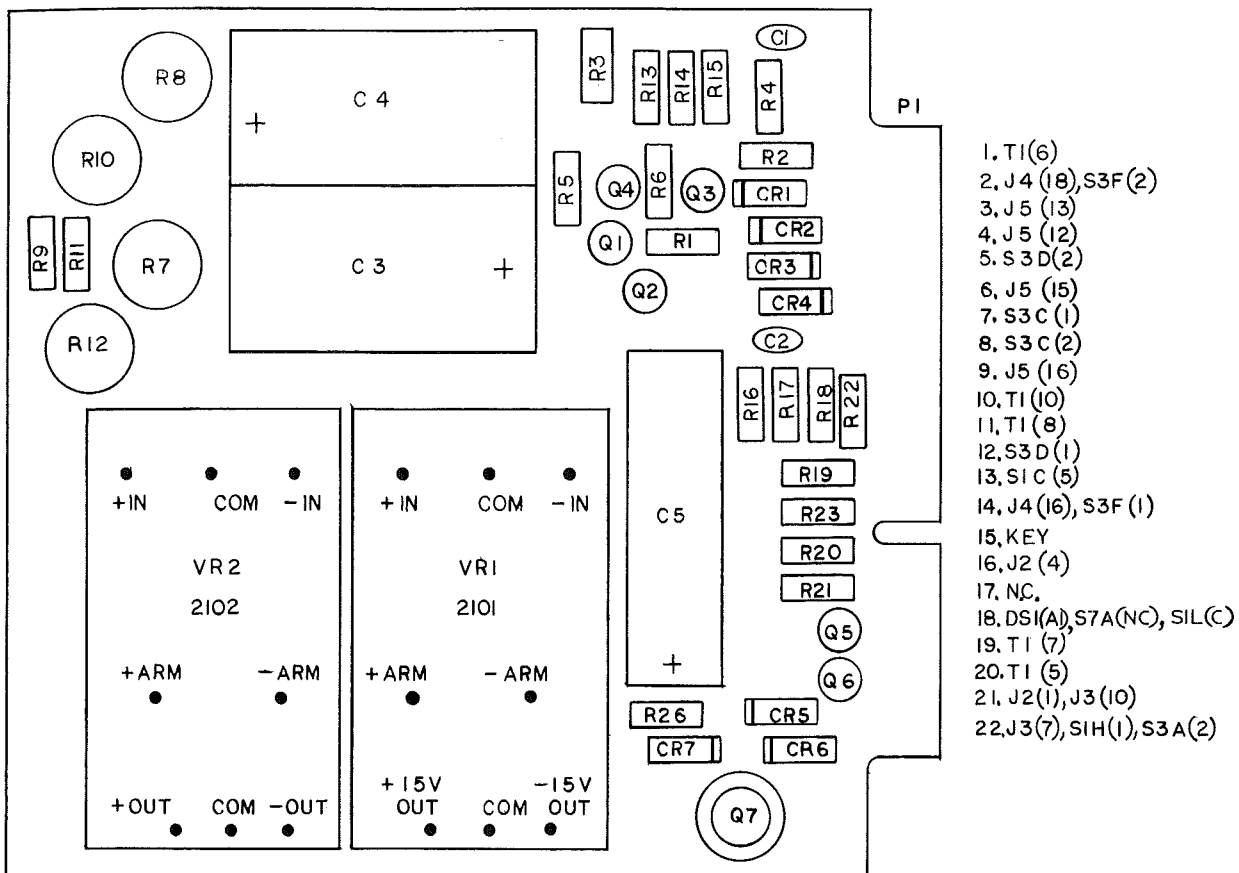 R8
C 4
+
R3
R13
R14
R15
C1
R4
P1
R10
R2
R5
Q4
R6
Q3
CR1
R9
R11
R7
C 3
+
Q1
R1
CR2
CR3
Q2
CR4
R12
C2
R16
R17
R18
R22
+IN COM -IN
VR2
2102
+ARM -ARM
+OUT COM -OUT
+IN COM -IN
VR1
2101
+ARM -ARM
+15V OUT COM -15V OUT
C5
+
R19
R23
R20
R21
Q5
Q6
R26
CR5
CR7
CR6
Q7
1. T1(6)
2. J4(18), S3F(2)
3. J5(13)
4. J5(12)
5. S3D(2)
6. J5(15)
7. S3C(1)
8. S3C(2)
9. J5(16)
10. T1(10)
11. T1(8)
12. S3D(1)
13. S1C(5)
14. J4(16), S3F(1)
15. KEY
16. J2(4)
17. N.C.
18. DS1(A1), S7A(NC), S1L(C)
19. T1(7)
20. T1(5)
21. J2(1), J3(10)
22. J3(7), S1H(1), S3A(2)